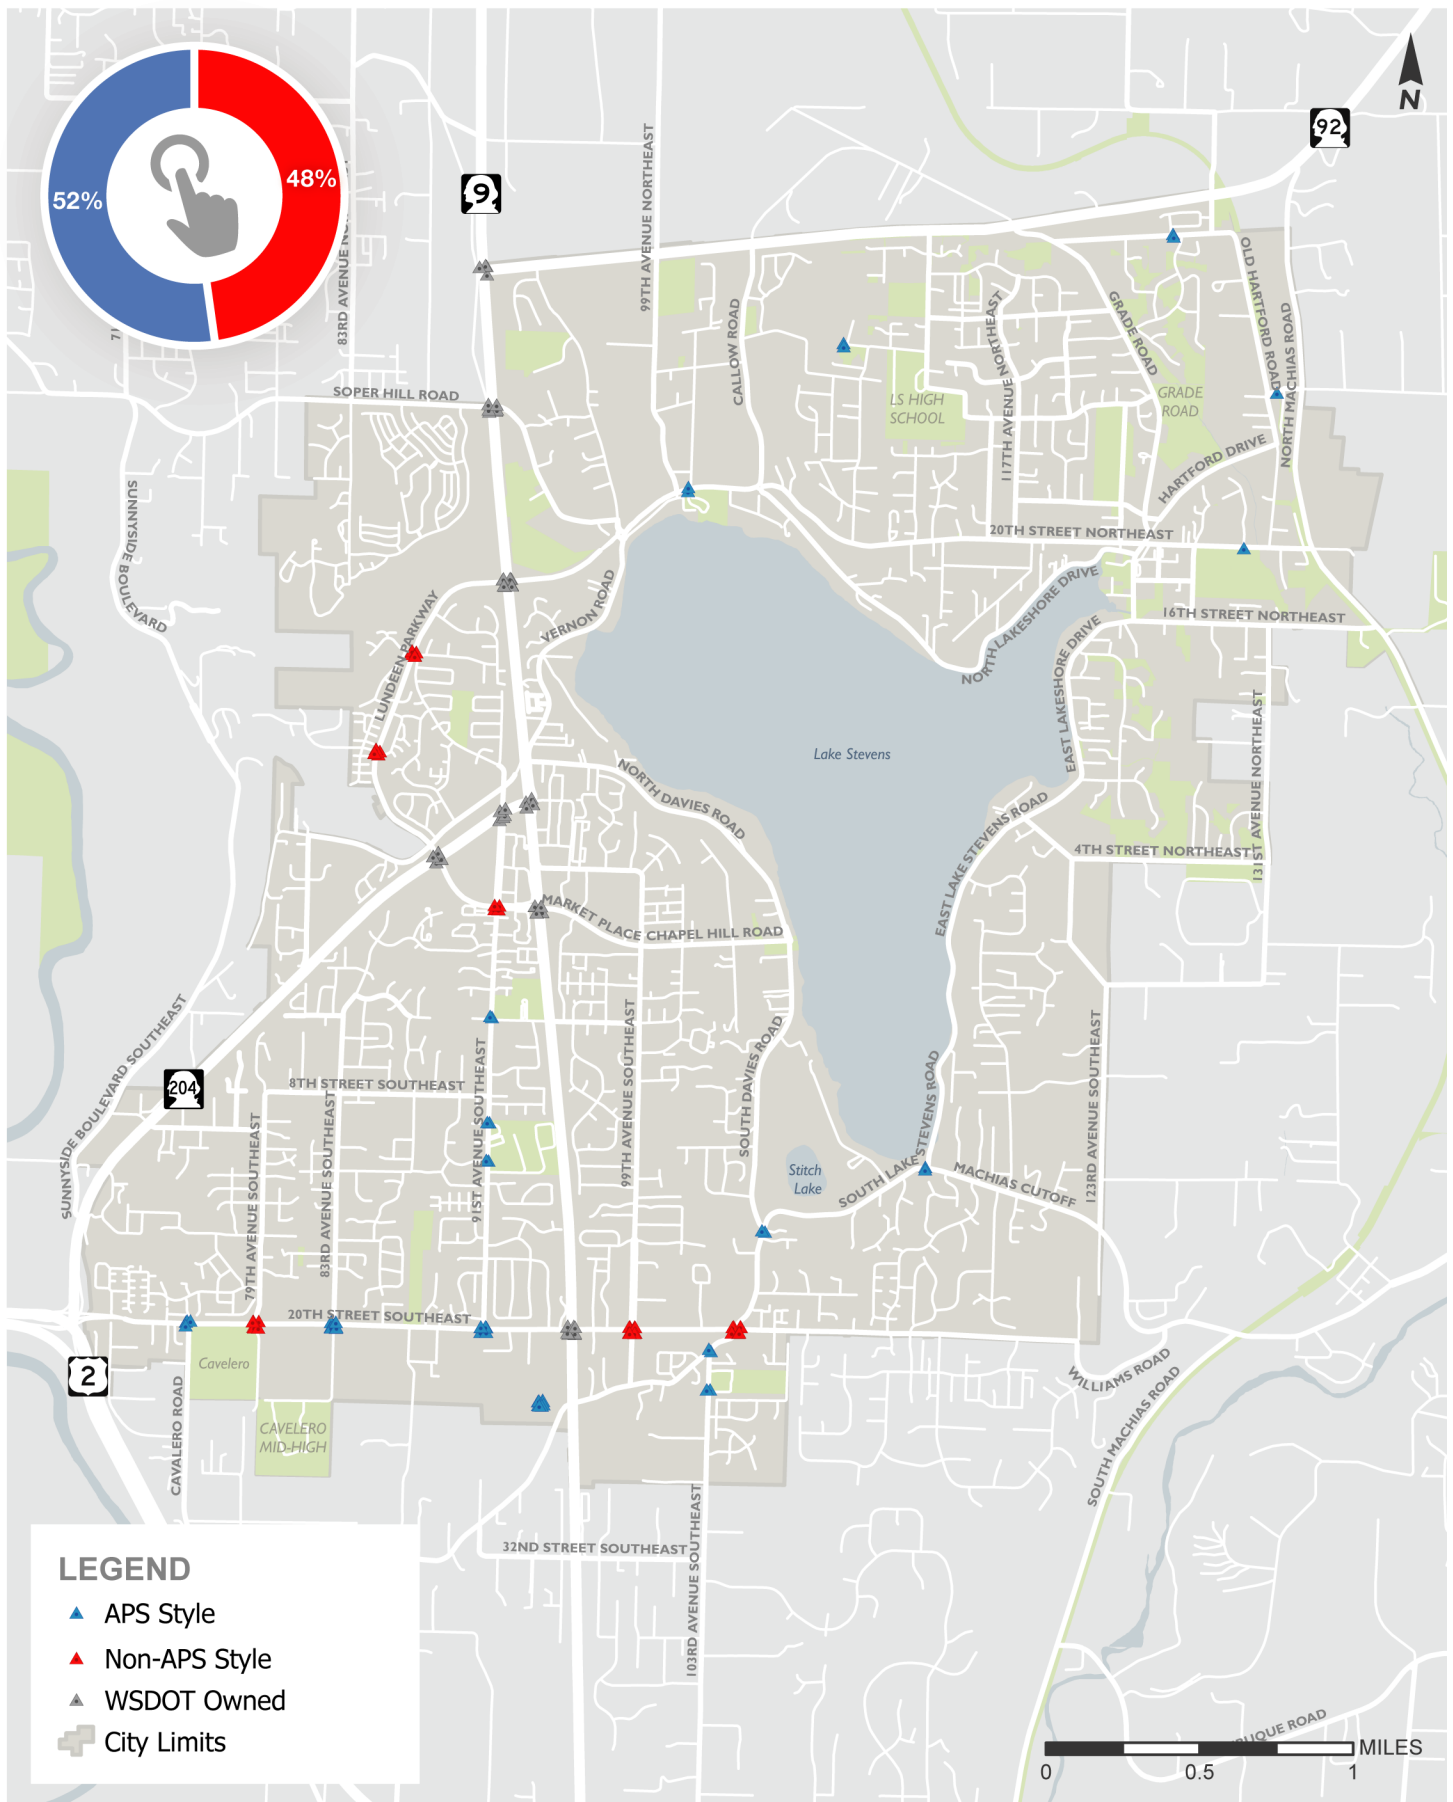 52%
48%
N
92
9
83RD AVENUE
99TH AVENUE NORTHEAST
CALLOW ROAD
117TH AVENUE NORTHEAST
GRADE ROAD
OLD HARTFORD ROAD
NORTH MACHIAS ROAD
SOPER HILL ROAD
LS HIGH
SCHOOL
GRADE
ROAD
HARTFORD DRIVE
SUNNYSIDE BOULEVARD
20TH STREET NORTHEAST
NORTH LAKESHORE DRIVE
16TH STREET NORTHEAST
VERNON ROAD
LUNDEEN PARKWAY
EAST LAKESHORE DRIVE
131ST AVENUE NORTHEAST
Lake Stevens
NORTH DAVIES ROAD
EAST LAKE STEVENS ROAD
4TH STREET NORTHEAST
MARKET PLACE
CHAPEL HILL ROAD
SUNNYSIDE BOULEVARD SOUTHEAST
204
8TH STREET SOUTHEAST
91ST AVENUE SOUTHEAST
99TH AVENUE SOUTHEAST
SOUTH DAVIES ROAD
123RD AVENUE SOUTHEAST
79TH AVENUE SOUTHEAST
83RD AVENUE SOUTHEAST
Stitch
Lake
SOUTH LAKE STEVENS ROAD
MACHIAS CUTOFF
20TH STREET SOUTHEAST
2
Cavelero
CAVALERO ROAD
CAVELERO
MID-HIGH
WILLIAMS ROAD
SOUTH MACHIAS ROAD
32ND STREET SOUTHEAST
103RD AVENUE SOUTHEAST
LEGEND
APS Style
Non-APS Style
WSDOT Owned
City Limits
ROAD
MILES
0
0.5
1